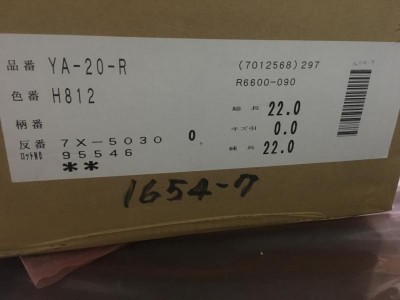 品番 YA-20-R (7012568) 297
色番 H812 R6600-090
総長 22.0
柄番 キズ引 0.0
反番 7X-5030 0, 純長 22.0
ロットNO 95546
**
1654-7